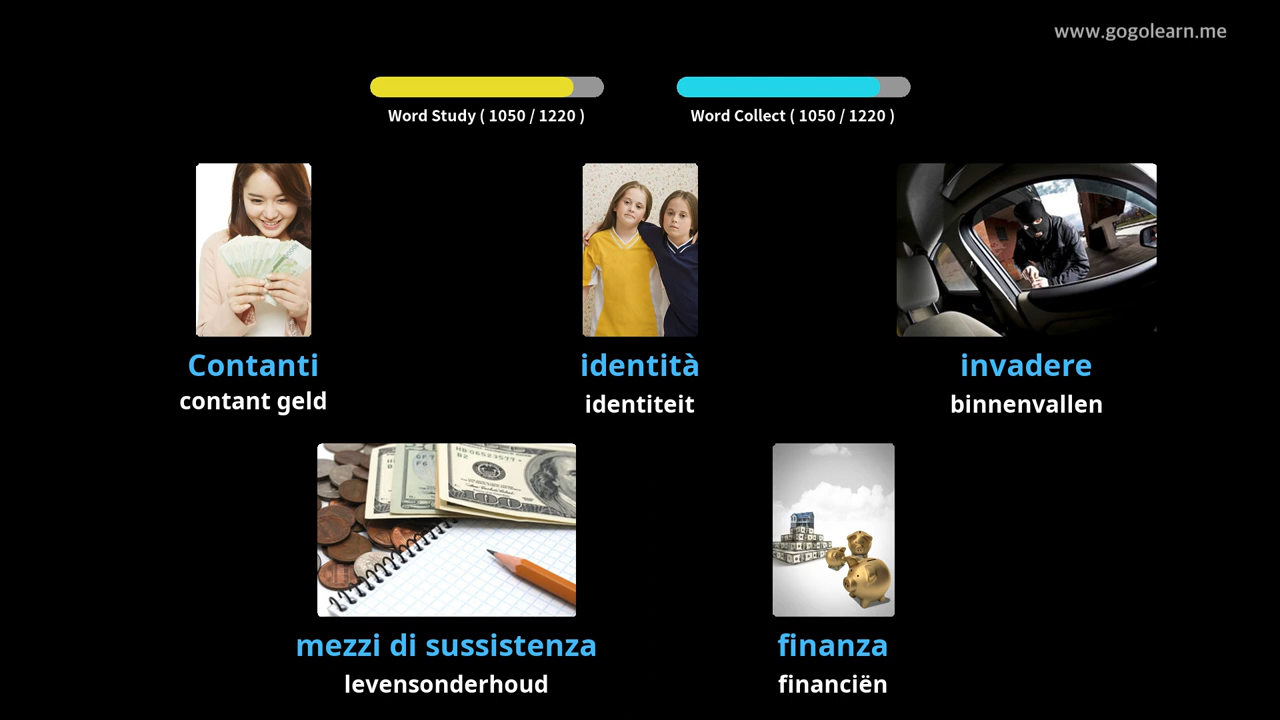 www.gogolearn.me
Word Study ( 1050 / 1220 )
Word Collect ( 1050 / 1220 )
Contanti
identità
invadere
contant geld
identiteit
binnenvallen
mezzi di sussistenza
finanza
levensonderhoud
financiën